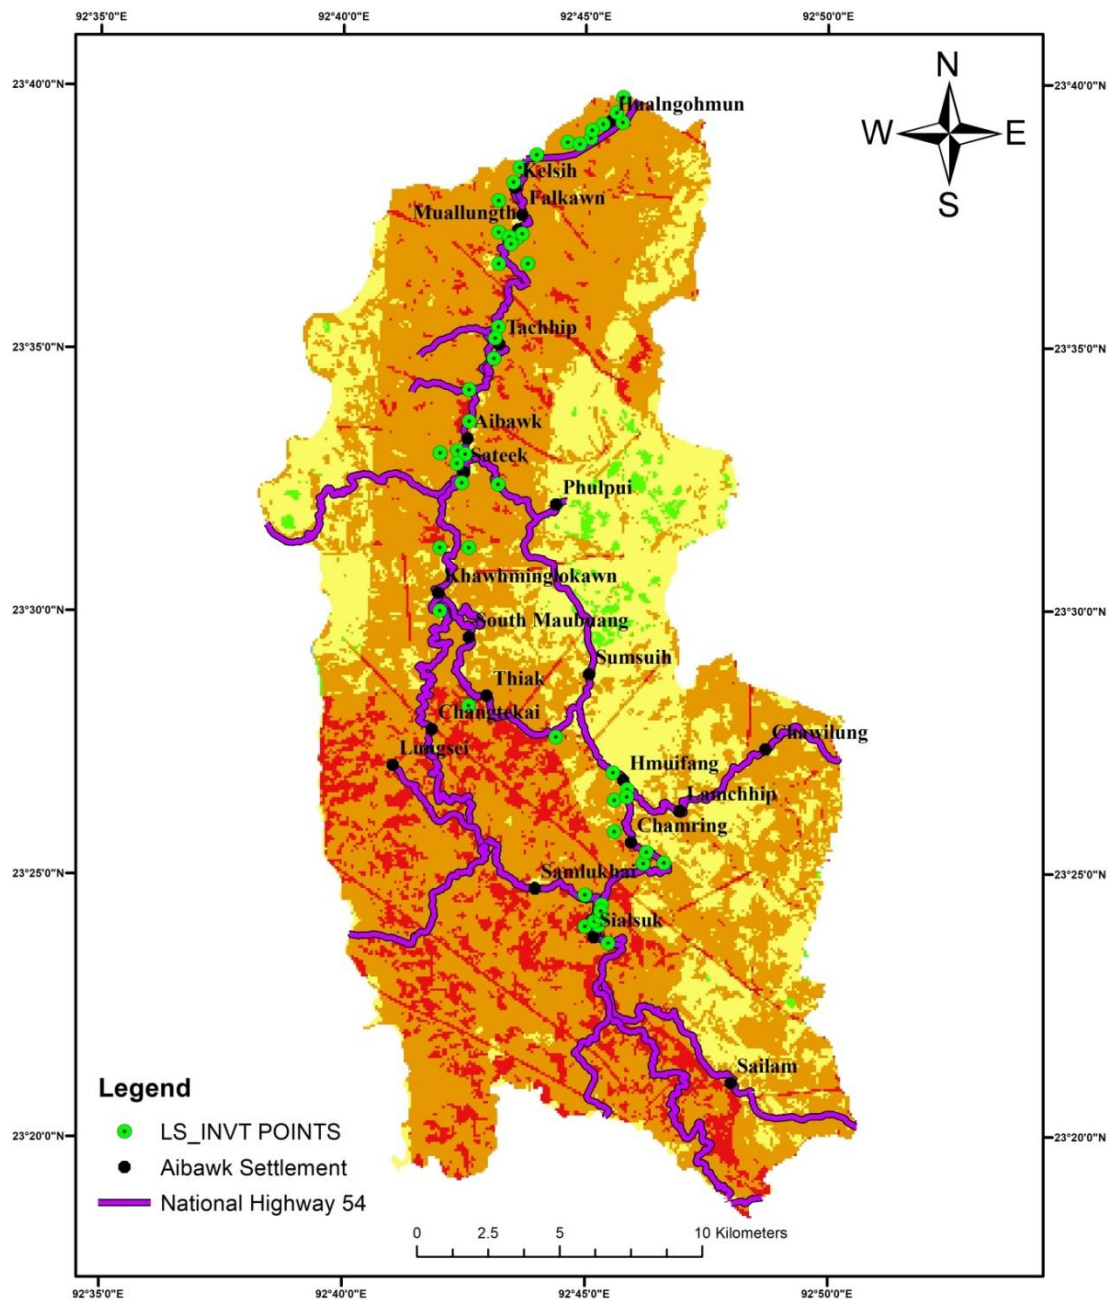 92°35'0"E 92°40'0"E 92°45'0"E 92°50'0"E
N
W E
S
23°40'0"N 23°40'0"N
Hualngohmun
Kelsih
Falkawn
Muallungth
23°35'0"N 23°35'0"N
Tachhip
Aibawk
Sateek
Phulpui
Khawhminglokawn
23°30'0"N 23°30'0"N
South Maubuang
Sumsuih
Thiak
Changtekai
Chawilung
Lungsei
Hmuifang
Lamchhip
Chamring
23°25'0"N 23°25'0"N
Samlukhai
Sialsuk
Sailam
Legend
LS_INVT POINTS
Aibawk Settlement
National Highway 54
23°20'0"N 23°20'0"N
0 2.5 5 10 Kilometers
92°35'0"E 92°40'0"E 92°45'0"E 92°50'0"E